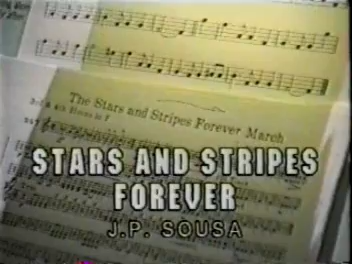 The Stars and Stripes Forever March
STARS AND STRIPES
FOREVER
J.P. SOUSA